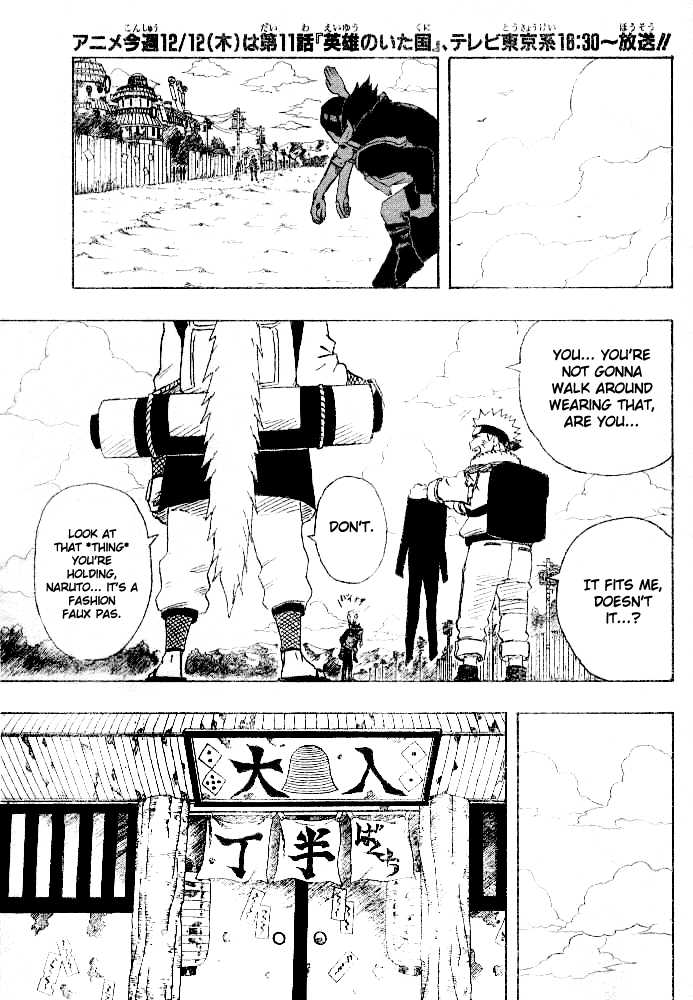 アニメ今週12/12(木)は第11話『英雄のいた国』、テレビ東京系18:30〜放送!!
YOU... YOU'RE
NOT GONNA
WALK AROUND
WEARING THAT,
ARE YOU...
IT FITS ME,
DOESN'T
IT...?
DON'T.
LOOK AT
THAT *THING*
YOU'RE
HOLDING,
NARUTO... IT'S A
FASHION
FAUX PAS.
大入
丁半
ばくとう